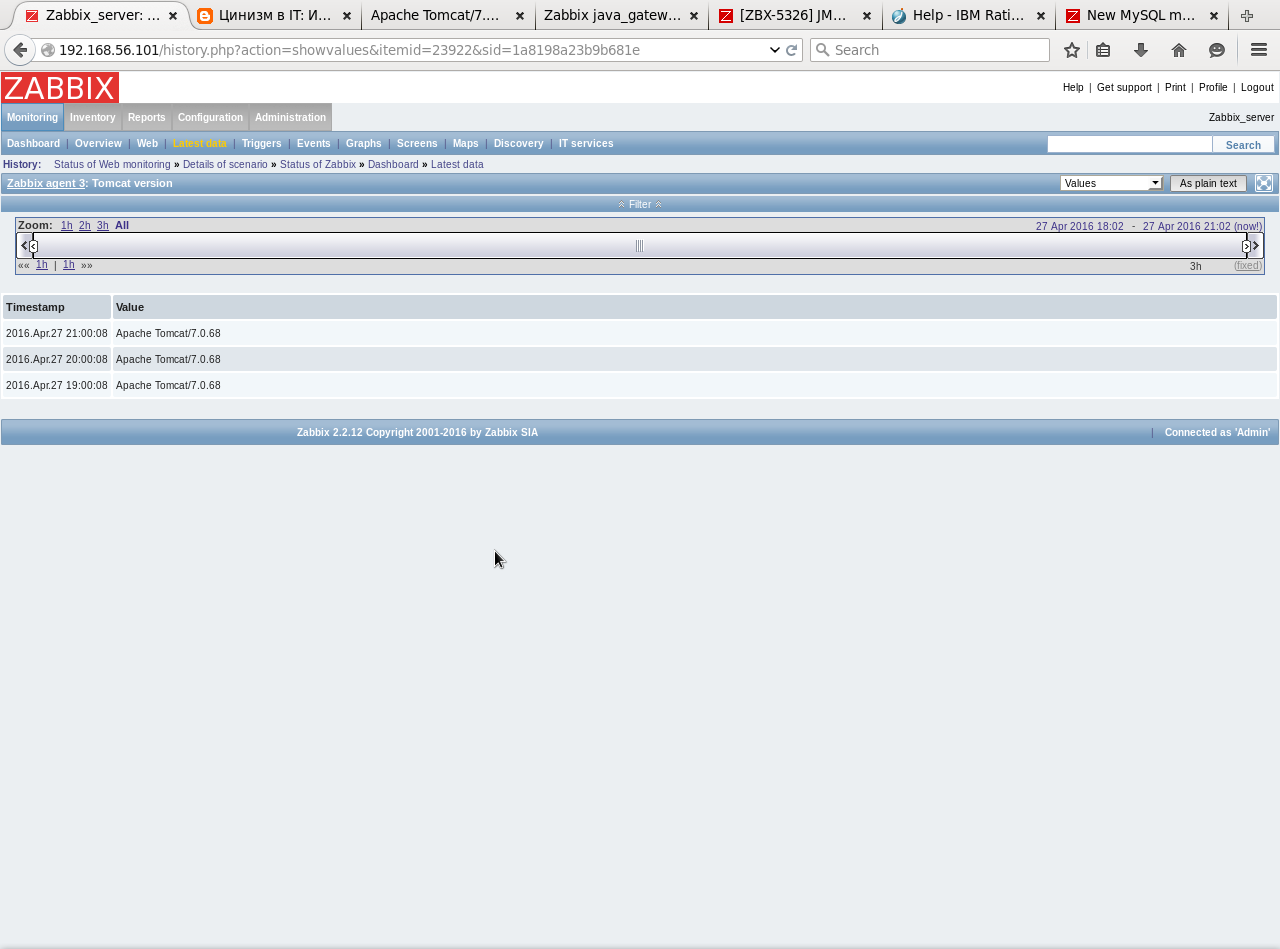 Zabbix_server: ... Цинизм в IT: И... Apache Tomcat/7.... Zabbix java_gatew... [ZBX-5326] JM... Help - IBM Rati... New MySQL m...
192.168.56.101/history.php?action=showvalues&itemid=23922&sid=1a8198a23b9b681e Search
ZABBIX
Help | Get support | Print | Profile | Logout
Monitoring Inventory Reports Configuration Administration Zabbix_server
Dashboard | Overview | Web | Latest data | Triggers | Events | Graphs | Screens | Maps | Discovery | IT services Search
History: Status of Web monitoring » Details of scenario » Status of Zabbix » Dashboard » Latest data
Zabbix agent 3: Tomcat version Values As plain text
Filter
Zoom: 1h 2h 3h All 27 Apr 2016 18:02 - 27 Apr 2016 21:02 (now!)
«« 1h | 1h »» 3h (fixed)
Timestamp Value
2016.Apr.27 21:00:08 Apache Tomcat/7.0.68
2016.Apr.27 20:00:08 Apache Tomcat/7.0.68
2016.Apr.27 19:00:08 Apache Tomcat/7.0.68
Zabbix 2.2.12 Copyright 2001-2016 by Zabbix SIA | Connected as 'Admin'